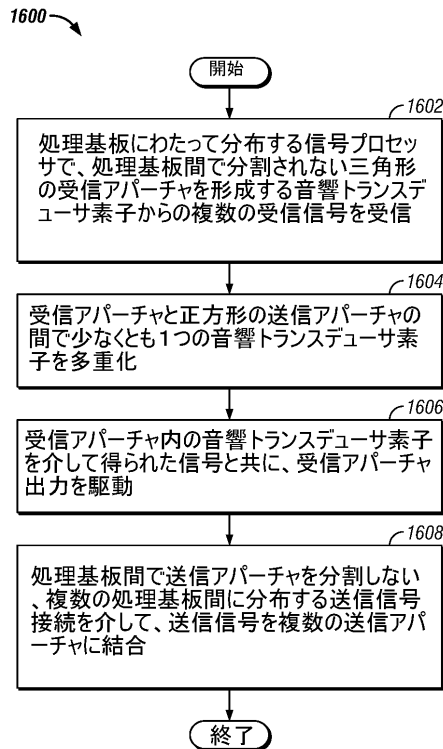 1600
開始
1602
処理基板にわたって分布する信号プロセッ
サで、処理基板間で分割されない三角形
の受信アパーチャを形成する音響トランスデ
ューサ素子からの複数の受信信号を受信
1604
受信アパーチャと正方形の送信アパーチャの
間で少なくとも1つの音響トランスデューサ素
子を多重化
1606
受信アパーチャ内の音響トランスデューサ素子
を介して得られた信号と共に、受信アパーチャ
出力を駆動
1608
処理基板間で送信アパーチャを分割しない
、複数の処理基板間に分布する送信信号
接続を介して、送信信号を複数の送信アパ
ーチャに結合
終了